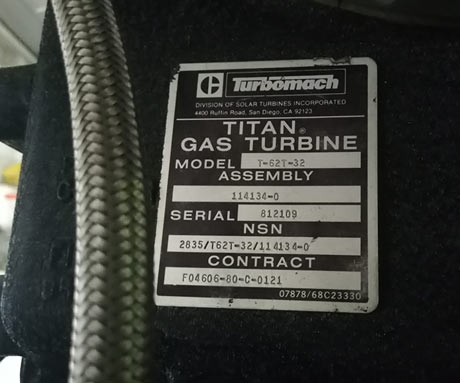 Turbomach
DIVISION OF SOLAR TURBINES INCORPORATED
4400 Ruffin Road, San Diego, CA 92123
TITAN®
GAS TURBINE
MODEL T-62T-32
ASSEMBLY
114134-0
SERIAL 812109
NSN
2835/T62T-32/114134-0
CONTRACT
F04606-80-C-0121
07878/68C23330